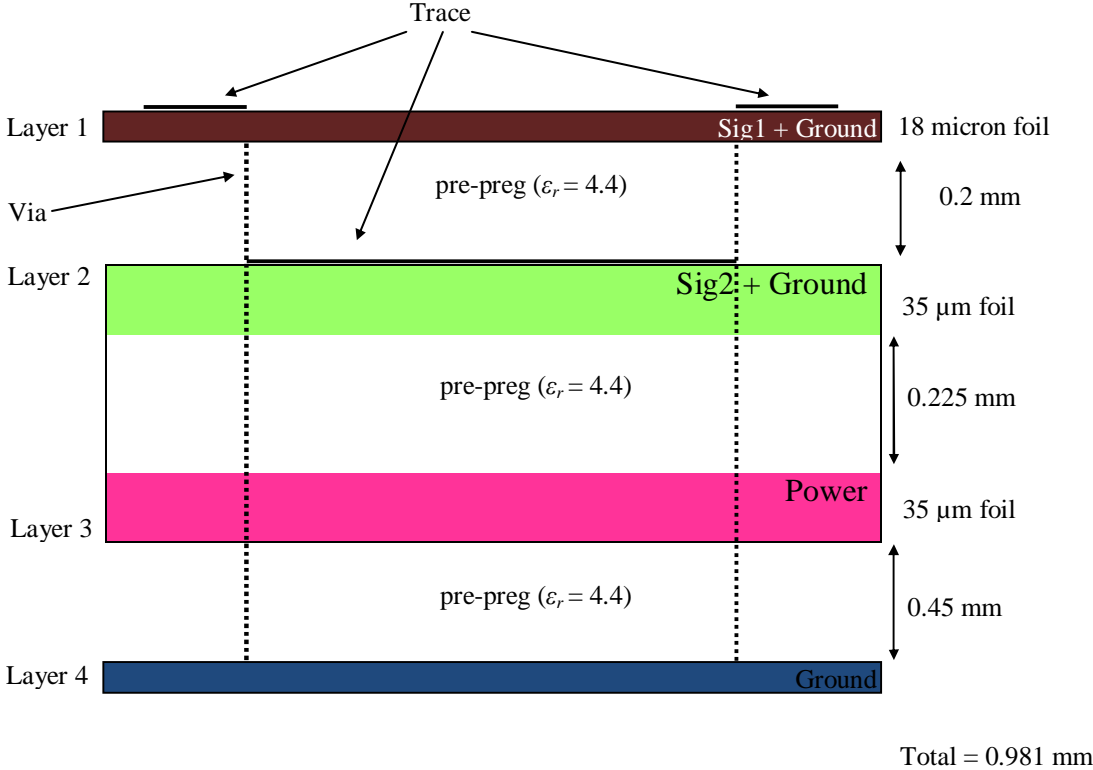 Trace
Layer 1
Sig1 + Ground
18 micron foil
pre-preg (εr = 4.4)
0.2 mm
Via
Layer 2
Sig2 + Ground
35 µm foil
pre-preg (εr = 4.4)
0.225 mm
Power
35 µm foil
Layer 3
pre-preg (εr = 4.4)
0.45 mm
Layer 4
Ground
Total = 0.981 mm